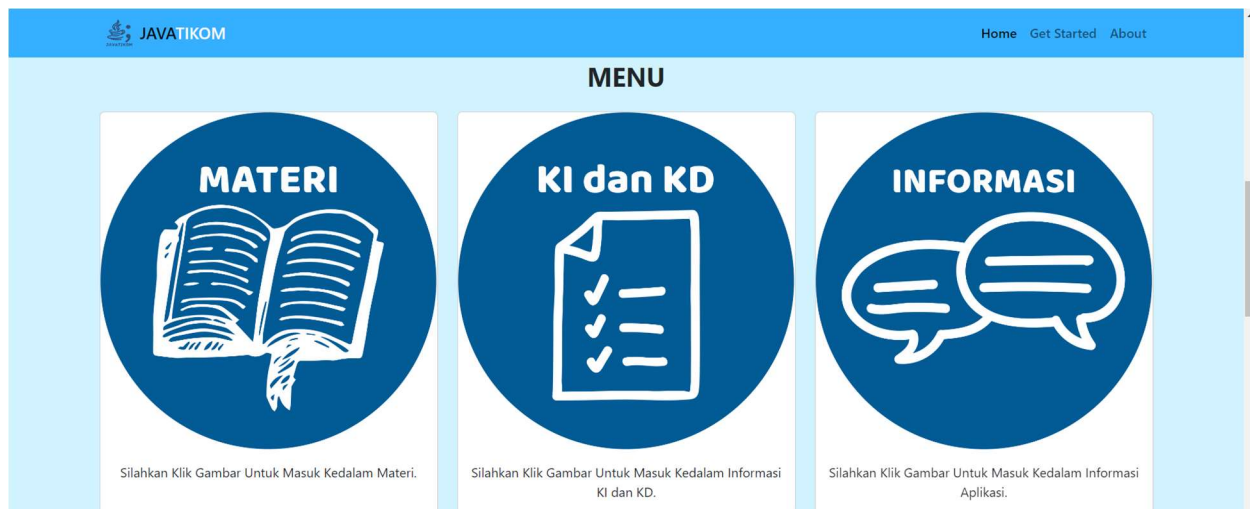 JAVATIKOM
Home Get Started About
MENU
MATERI
Silahkan Klik Gambar Untuk Masuk Kedalam Materi.
KI dan KD
Silahkan Klik Gambar Untuk Masuk Kedalam Informasi
KI dan KD.
INFORMASI
Silahkan Klik Gambar Untuk Masuk Kedalam Informasi
Aplikasi.